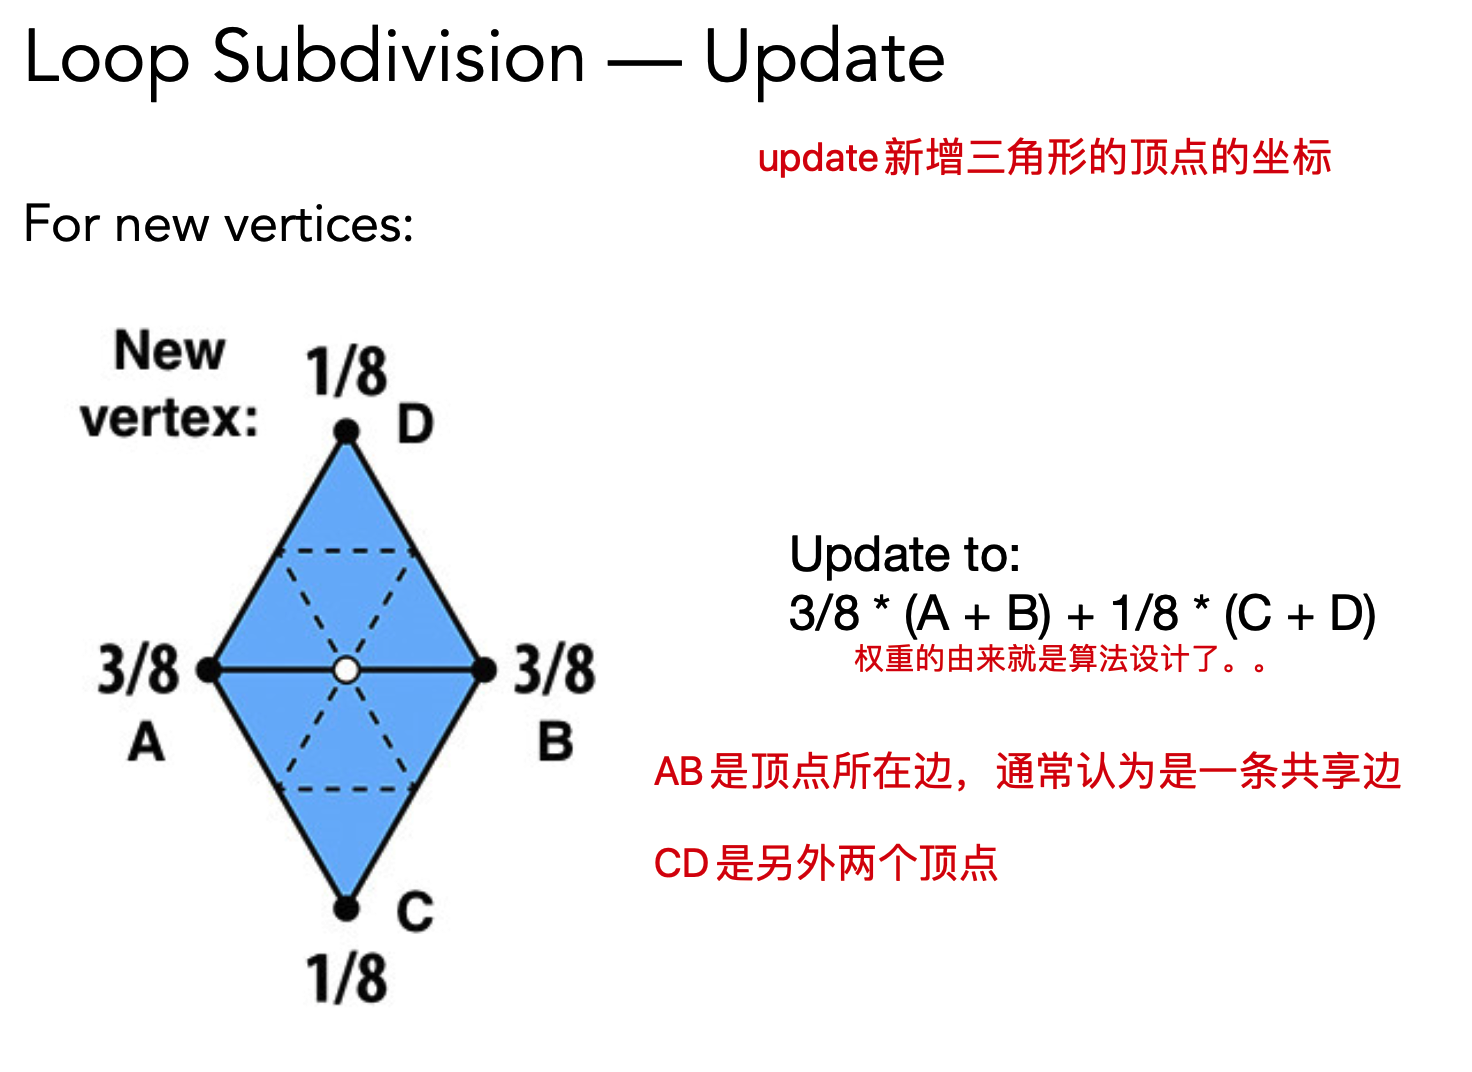 Loop Subdivision — Update
update新增三角形的顶点的坐标
For new vertices:
New
vertex:
1/8
D
3/8
A
3/8
B
C
1/8
Update to:
3/8 * (A + B) + 1/8 * (C + D)
权重的由来就是算法设计了。。
AB是顶点所在边，通常认为是一条共享边
CD是另外两个顶点